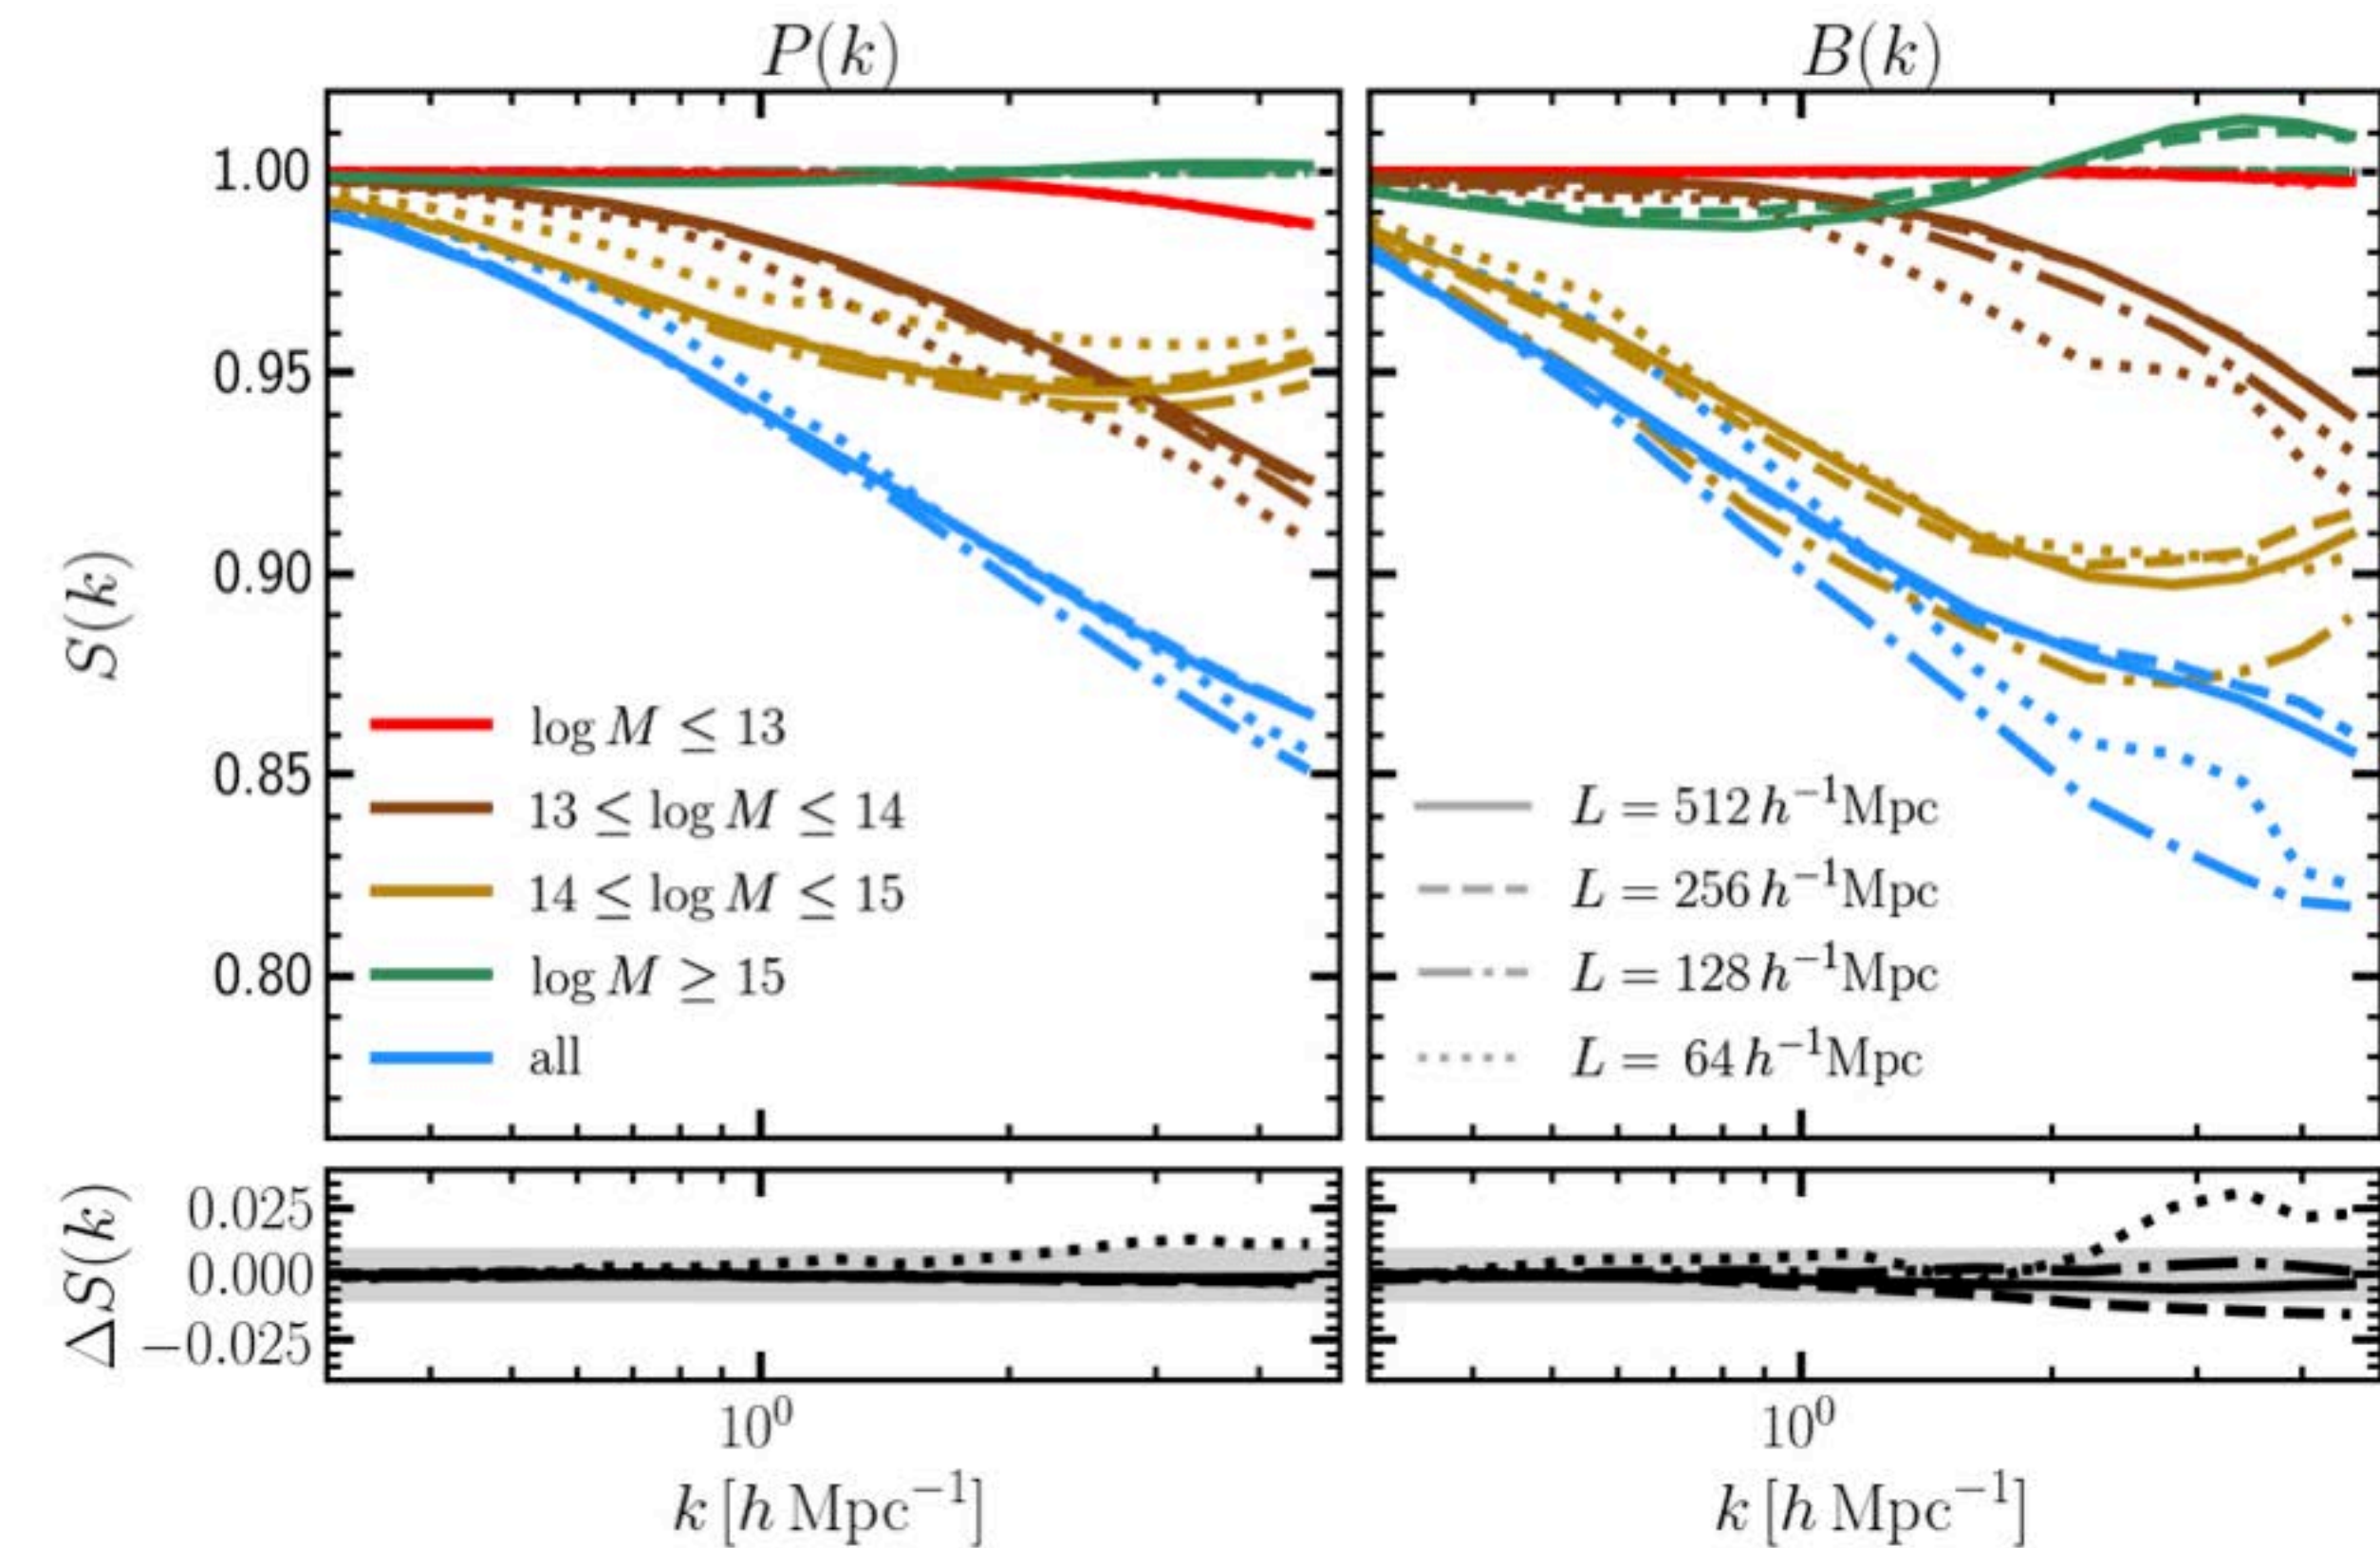 P(k)
B(k)
S(k)
1.00
0.95
0.90
0.85
0.80
log M ≤ 13
13 ≤ log M ≤ 14
14 ≤ log M ≤ 15
log M ≥ 15
all
L = 512 h⁻¹Mpc
L = 256 h⁻¹Mpc
L = 128 h⁻¹Mpc
L = 64 h⁻¹Mpc
ΔS(k)
0.025
0.000
−0.025
10⁰
10⁰
k [h Mpc⁻¹]
k [h Mpc⁻¹]